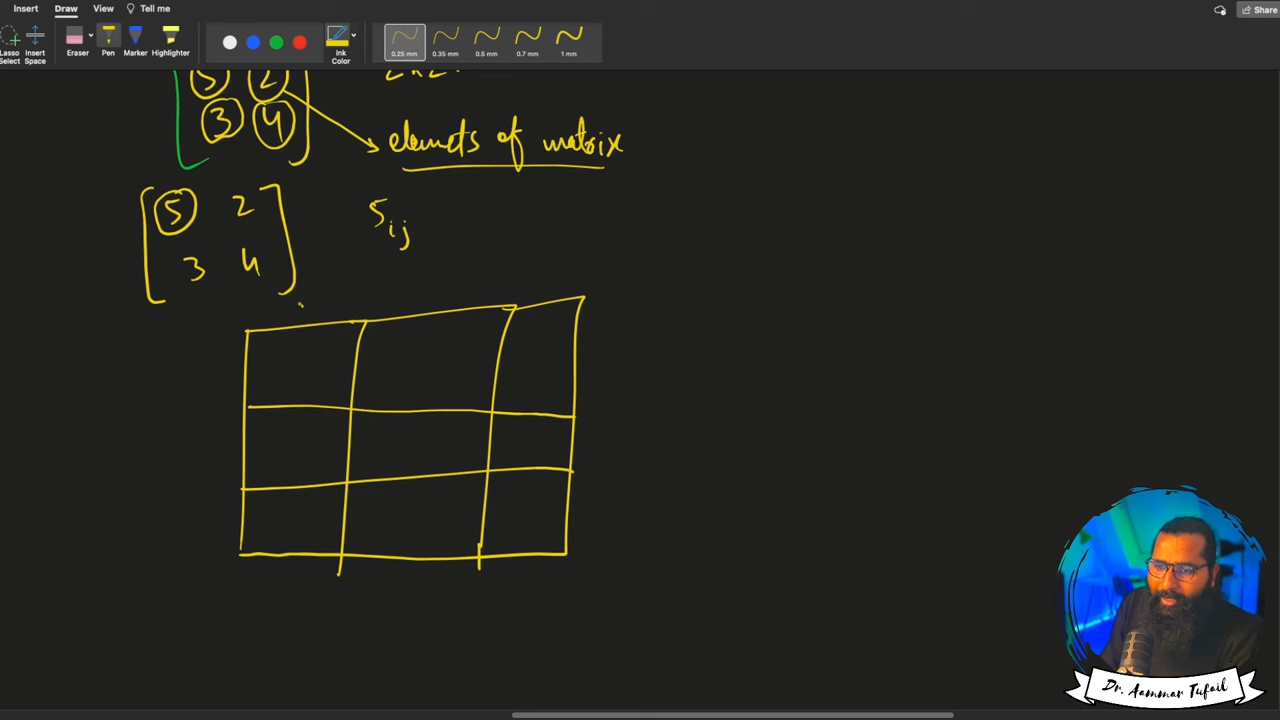 Insert View Tell me
Draw
Share
Lasso Select
Insert Space
Eraser
Pen
Marker
Highlighter
Ink Color
0.25 mm
0.35 mm
0.5 mm
0.7 mm
1 mm
5 2
3 4
elemets of matrix
5 2
3 4
5ij
Dr. Aammar Tufail